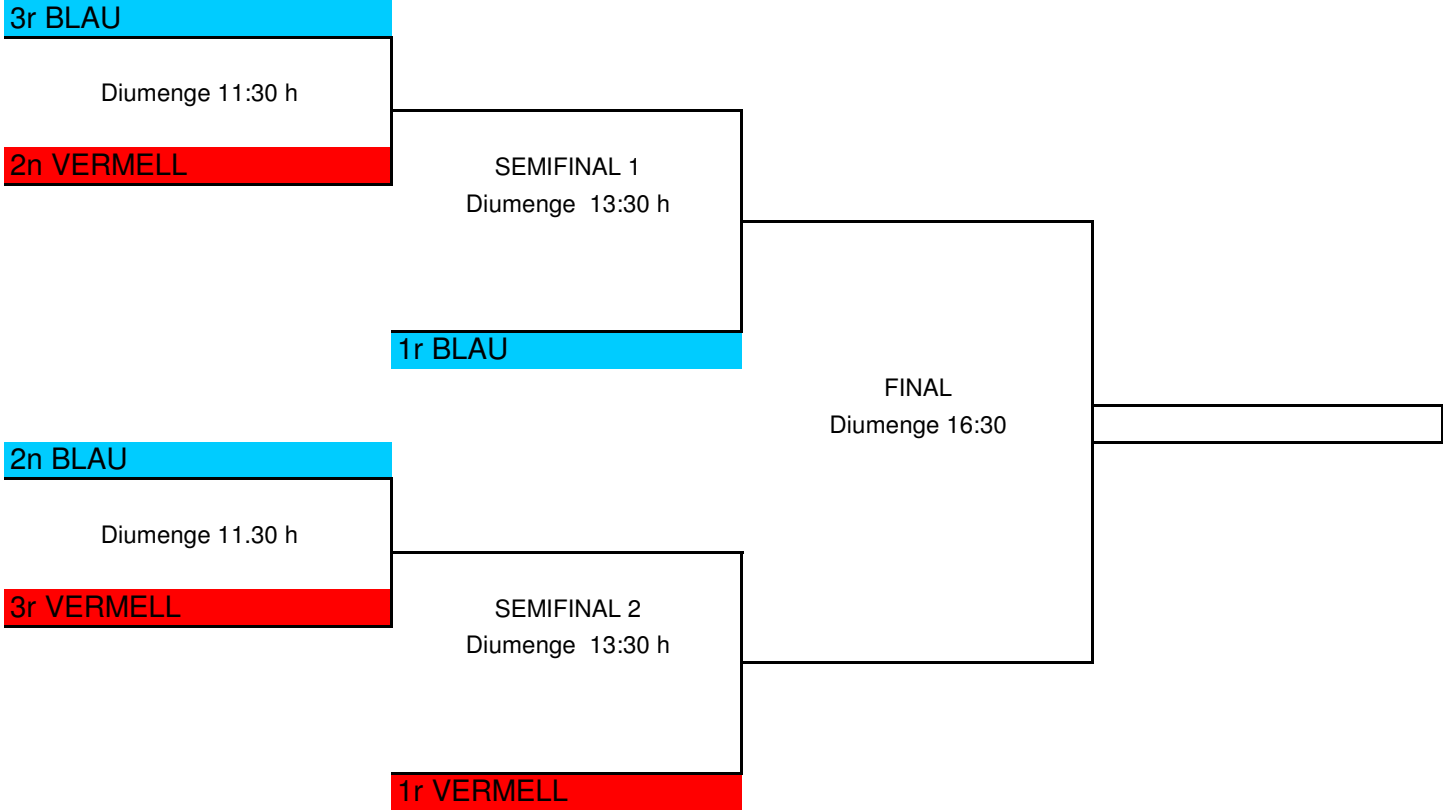 3r BLAU
Diumenge 11:30 h
2n VERMELL
SEMIFINAL 1
Diumenge  13:30 h
1r BLAU
FINAL
Diumenge 16:30
2n BLAU
Diumenge 11.30 h
3r VERMELL
SEMIFINAL 2
Diumenge  13:30 h
1r VERMELL